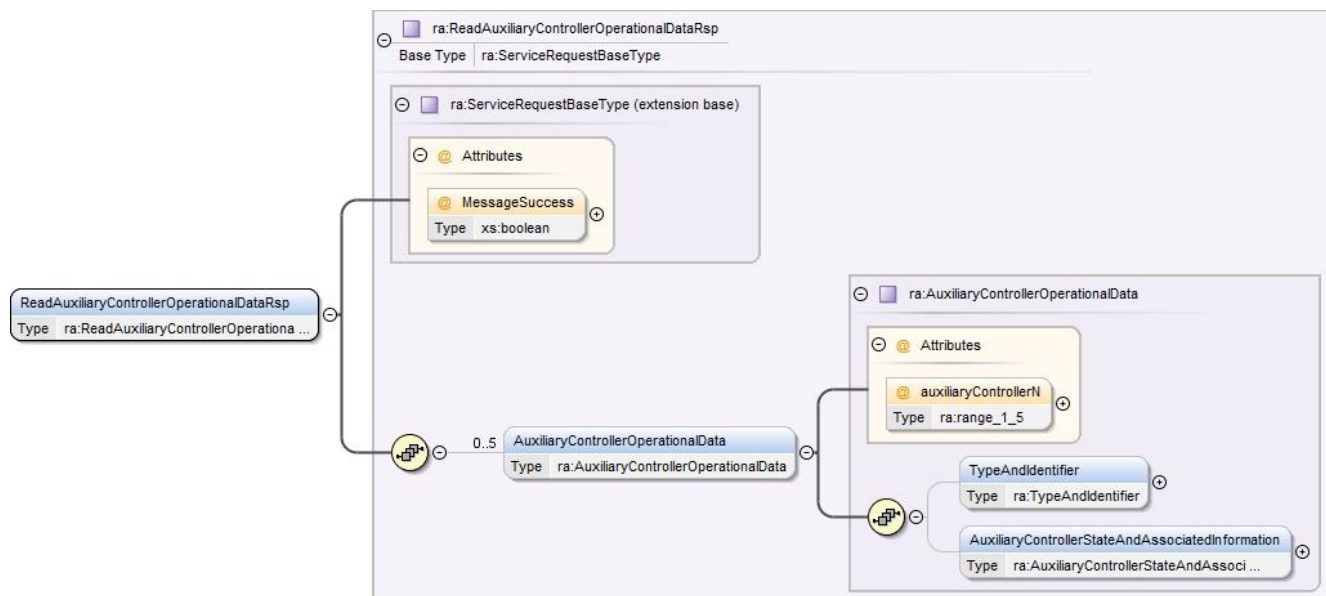 ra:ReadAuxiliaryControllerOperationalDataRsp
Base Type ra:ServiceRequestBaseType
ra:ServiceRequestBaseType (extension base)
@ Attributes
@ MessageSuccess
Type xs:boolean
ReadAuxiliaryControllerOperationalDataRsp
Type ra:ReadAuxiliaryControllerOperationa ...
0..5
AuxiliaryControllerOperationalData
Type ra:AuxiliaryControllerOperationalData
ra:AuxiliaryControllerOperationalData
@ Attributes
@ auxiliaryControllerN
Type ra:range_1_5
TypeAndIdentifier
Type ra:TypeAndIdentifier
AuxiliaryControllerStateAndAssociatedInformation
Type ra:AuxiliaryControllerStateAndAssoci ...